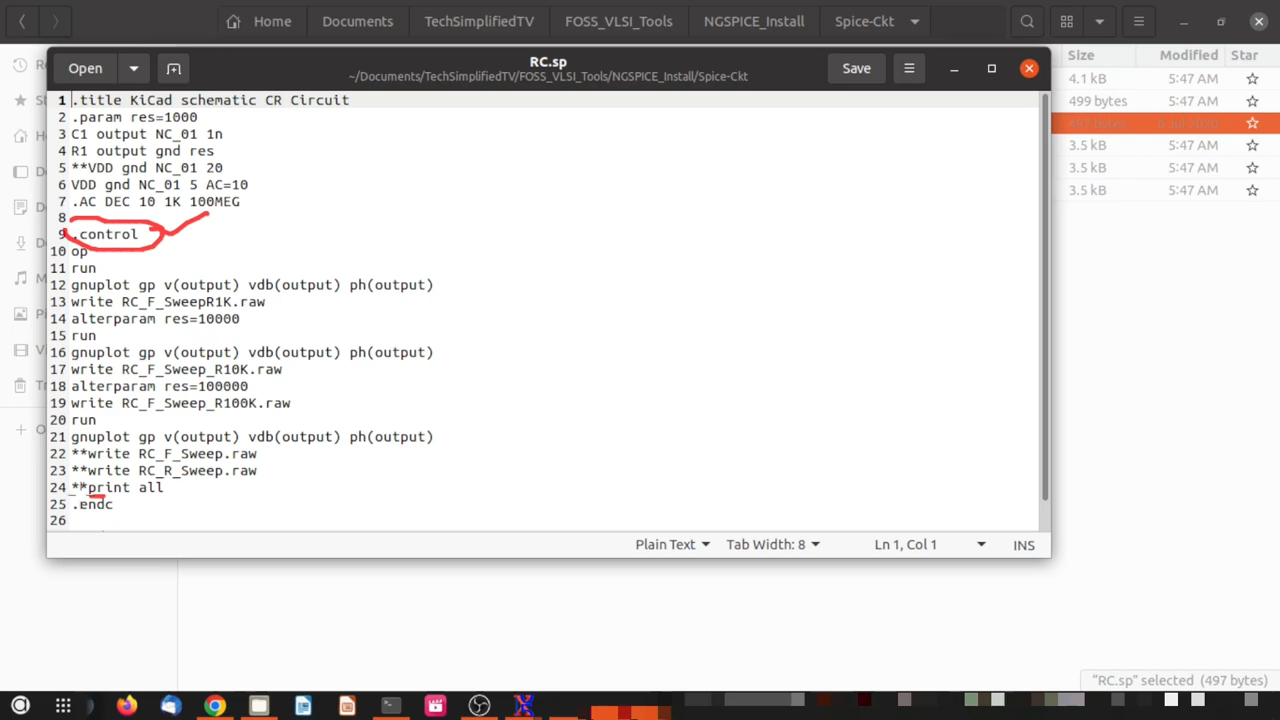 Home Documents TechSimplifiedTV FOSS_VLSI_Tools NGSPICE_Install Spice-Ckt
Size Modified Star
Open RC.sp Save
~/Documents/TechSimplifiedTV/FOSS_VLSI_Tools/NGSPICE_Install/Spice-Ckt
4.1 kB 5:47 AM
499 bytes 5:47 AM
497 bytes
3.5 kB 5:47 AM
3.5 kB 5:47 AM
3.5 kB 5:47 AM
1 .title KiCad schematic CR Circuit
2 .param res=1000
3 C1 output NC_01 1n
4 R1 output gnd res
5 **VDD gnd NC_01 20
6 VDD gnd NC_01 5 AC=10
7 .AC DEC 10 1K 100MEG
8
9 .control
10 op
11 run
12 gnuplot gp v(output) vdb(output) ph(output)
13 write RC_F_SweepR1K.raw
14 alterparam res=10000
15 run
16 gnuplot gp v(output) vdb(output) ph(output)
17 write RC_F_Sweep_R10K.raw
18 alterparam res=100000
19 write RC_F_Sweep_R100K.raw
20 run
21 gnuplot gp v(output) vdb(output) ph(output)
22 **write RC_F_Sweep.raw
23 **write RC_R_Sweep.raw
24 **print all
25 .endc
26
Plain Text Tab Width: 8 Ln 1, Col 1 INS
"RC.sp" selected (497 bytes)